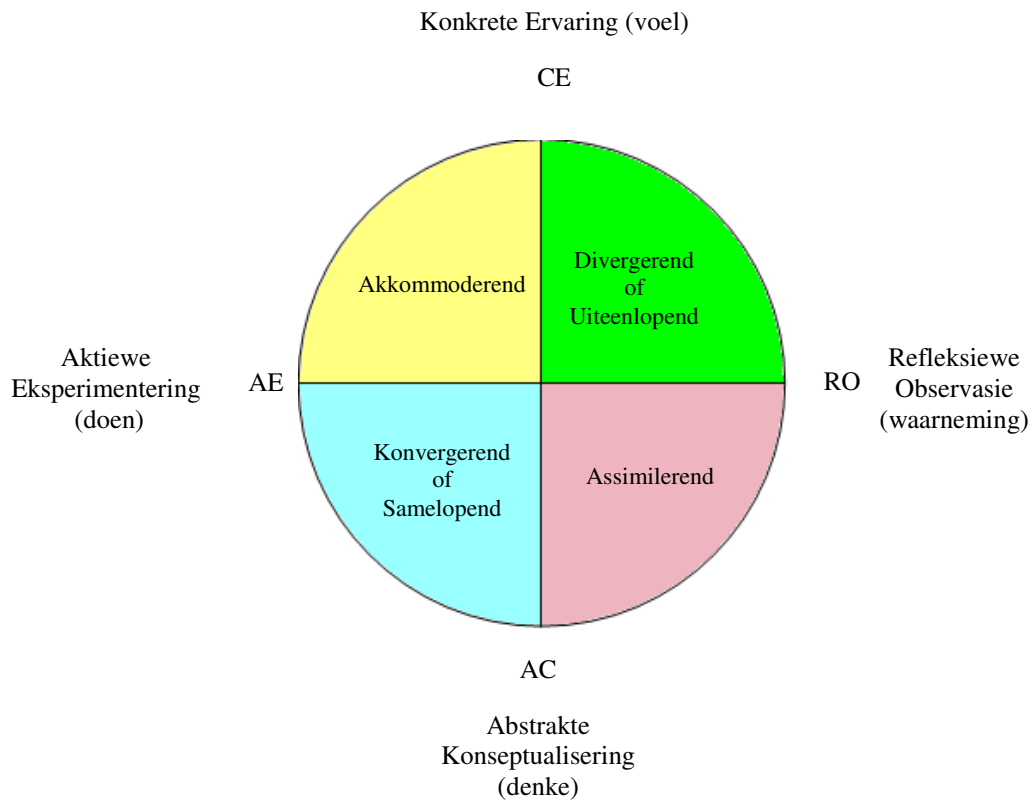 Konkrete Ervaring (voel)
CE
Akkommoderend
Divergerend
of
Uiteenlopend
Aktiewe
Eksperimentering
(doen)
AE
RO
Refleksiewe
Observasie
(waarneming)
Konvergerend
of
Samelopend
Assimilerend
AC
Abstrakte
Konseptualisering
(denke)